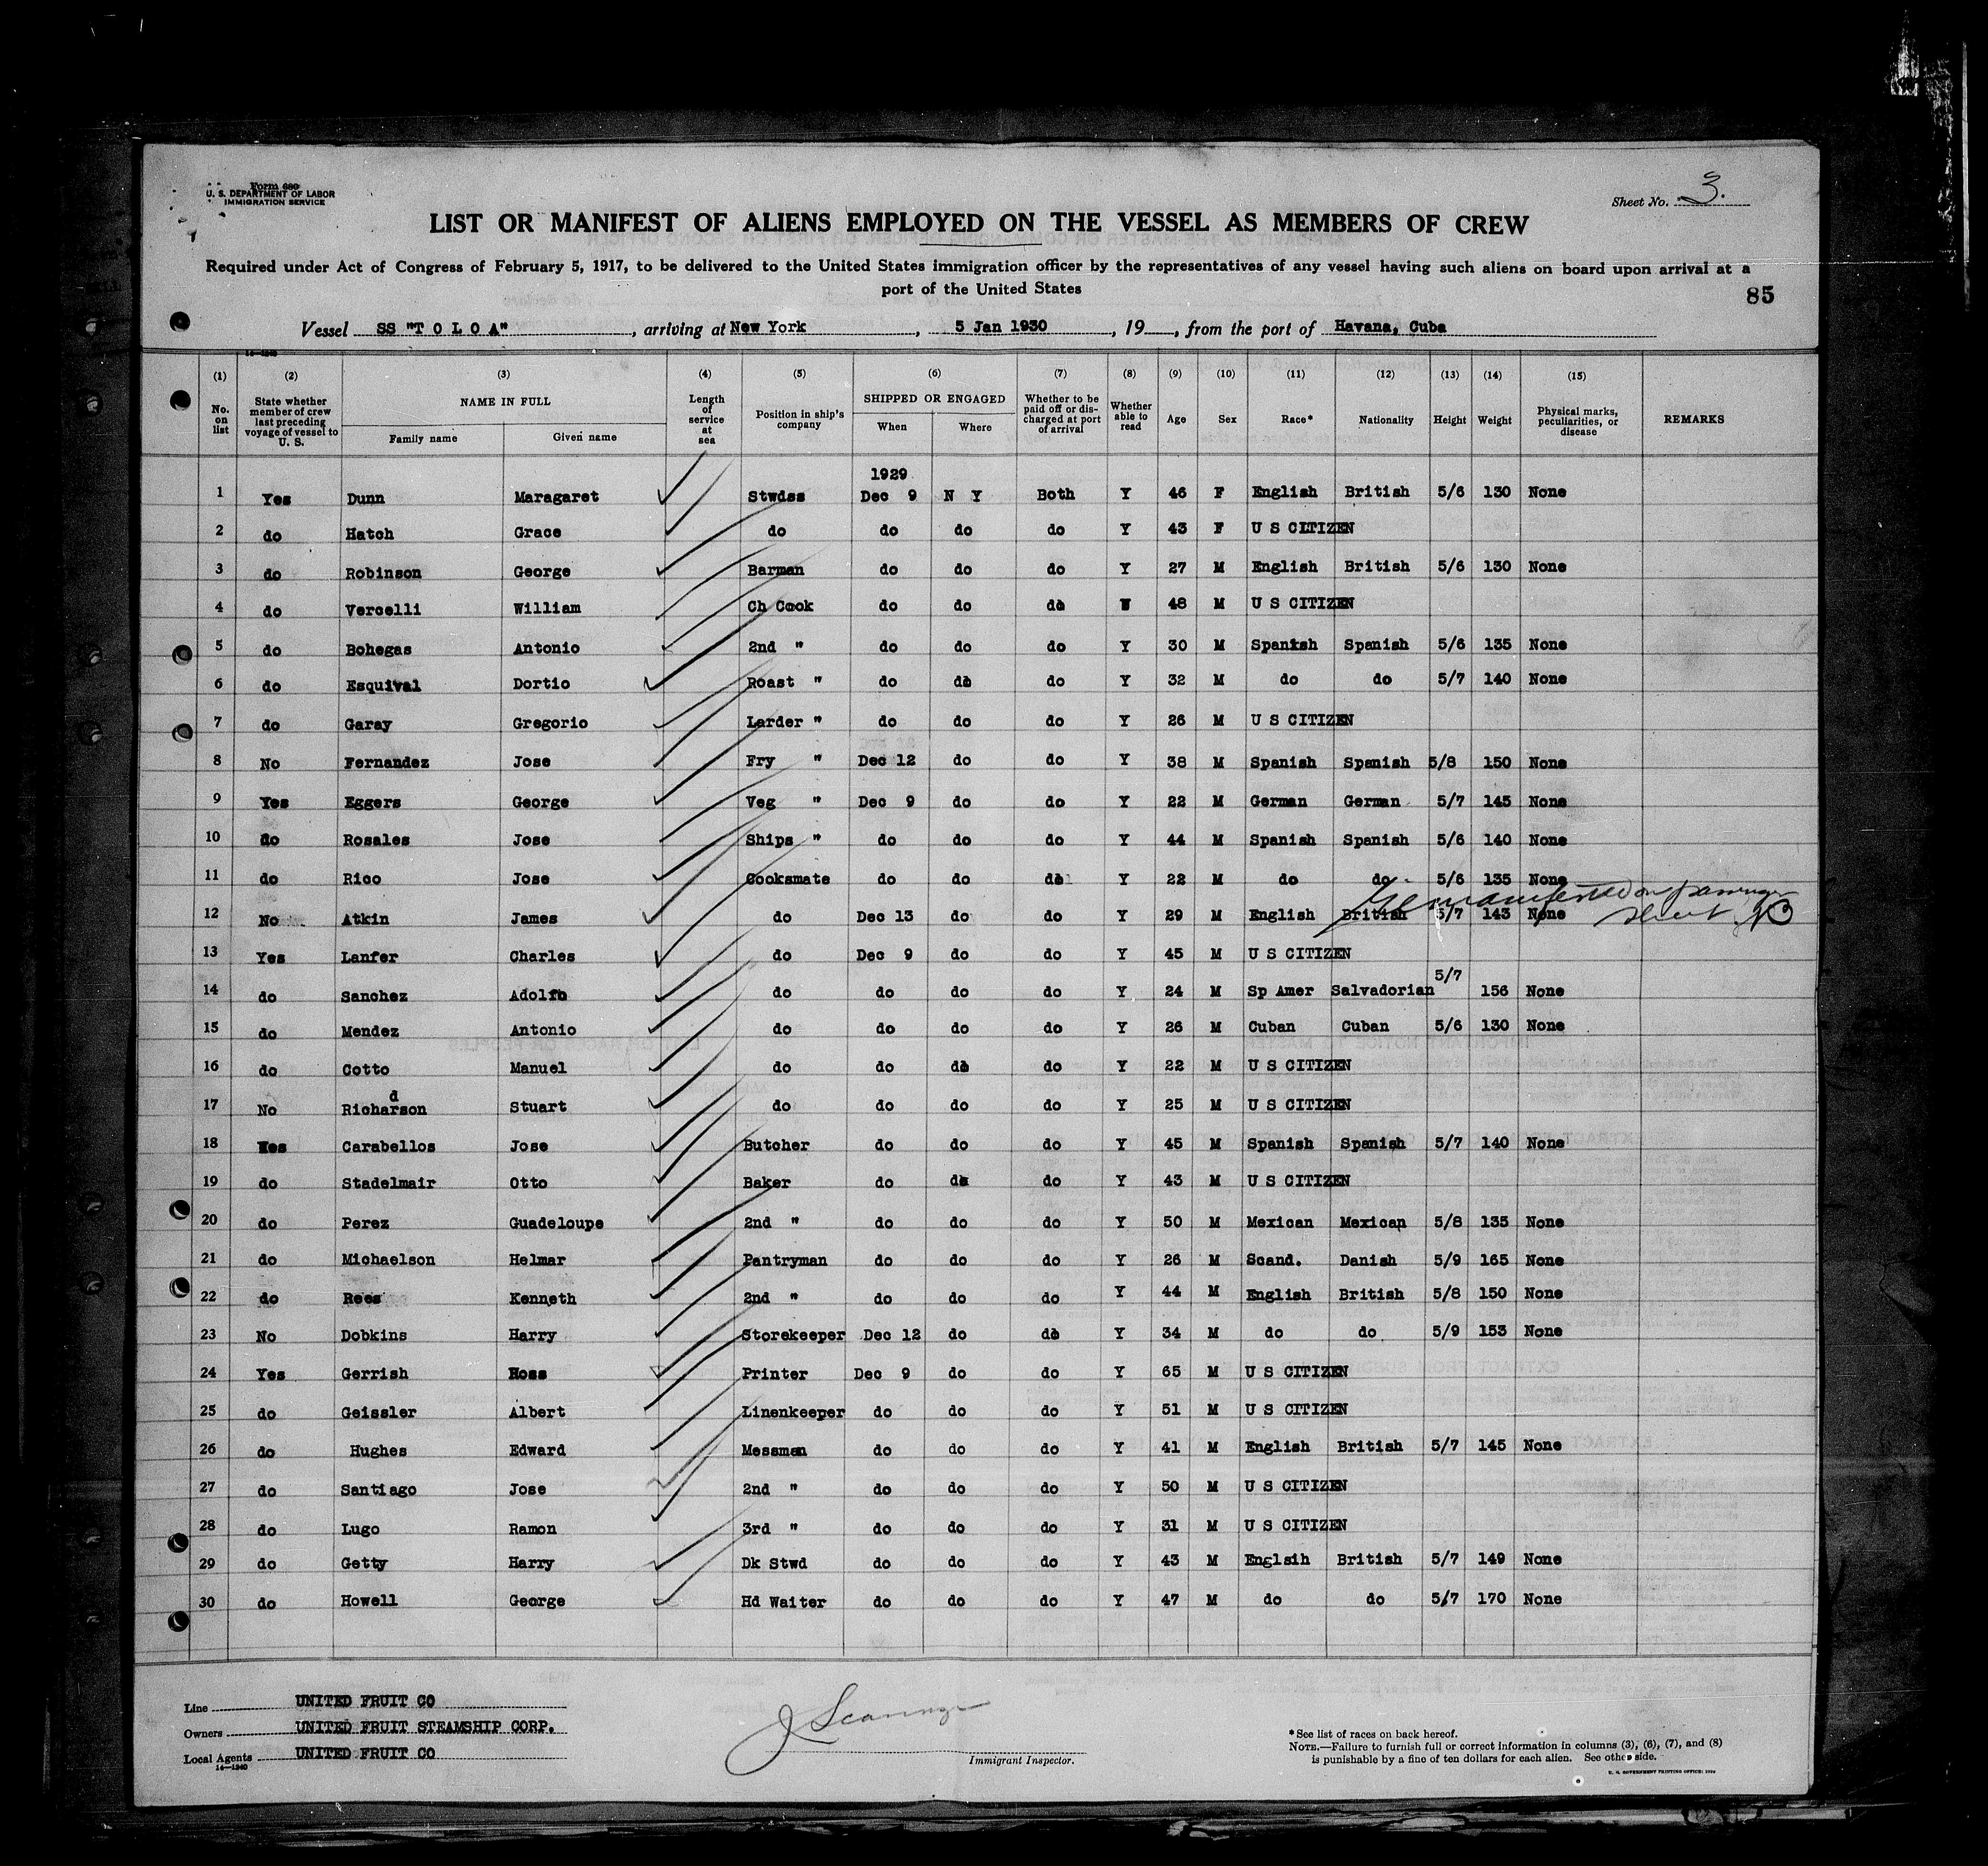 Form 680
U. S. DEPARTMENT OF LABOR
IMMIGRATION SERVICE
Sheet No. 3.
LIST OR MANIFEST OF ALIENS EMPLOYED ON THE VESSEL AS MEMBERS OF CREW
Required under Act of Congress of February 5, 1917, to be delivered to the United States immigration officer by the representatives of any vessel having such aliens on board upon arrival at a
port of the United States
85
Vessel SS "T O L O A", arriving at New York, 5 Jan 1930, 19, from the port of Havana, Cuba
14—1240
(1) (2) (3) (4) (5) (6) (7) (8) (9) (10) (11) (12) (13) (14) (15)
No. on list State whether member of crew last preceding voyage of vessel to U. S. NAME IN FULL Family name Given name Length of service at sea Position in ship's company SHIPPED OR ENGAGED When Where Whether to be paid off or discharged at port of arrival Whether able to read Age Sex Race* Nationality Height Weight Physical marks, peculiarities, or disease REMARKS
1929
1 Yes Dunn Maragaret Stwdss Dec 9 N Y Both Y 46 F English British 5/6 130 None
2 do Hatch Grace do do do do Y 43 F U S CITIZEN
3 do Robinson George Barman do do do Y 27 M English British 5/6 130 None
4 do Vercelli William Ch Cook do do do 48 M U S CITIZEN
5 do Bohegas Antonio 2nd " do do do Y 30 M Spanish Spanish 5/6 135 None
6 do Esquival Dortio Roast " do do do Y 32 M do do 5/7 140 None
7 do Garay Gregorio Larder " do do do Y 26 M U S CITIZEN
8 No Fernandez Jose Fry " Dec 12 do do Y 38 M Spanish Spanish 5/8 150 None
9 Yes Eggers George Veg " Dec 9 do do Y 22 M German German 5/7 145 None
10 do Rosales Jose Ships " do do do Y 44 M Spanish Spanish 5/6 140 None
11 do Rico Jose Cooksmate do do do Y 22 M do do 5/6 135 None
manifested on passenger
12 No Atkin James do Dec 13 do do Y 29 M English British 5/7 143 None sheet
13 Yes Lanfer Charles do Dec 9 do do Y 45 M U S CITIZEN
14 do Sanchez Adolfo do do do do Y 24 M Sp Amer Salvadorian 5/7 156 None
15 do Mendez Antonio do do do do Y 26 M Cuban Cuban 5/6 130 None
16 do Cotto Manuel do do do do Y 22 M U S CITIZEN
17 No Richardson Stuart do do do do Y 25 M U S CITIZEN
18 Yes Carabellos Jose Butcher do do do Y 45 M Spanish Spanish 5/7 140 None
19 do Stadelmair Otto Baker do do do Y 43 M U S CITIZEN
20 do Perez Guadeloupe 2nd " do do do Y 50 M Mexican Mexican 5/8 135 None
21 do Michaelson Helmar Pantryman do do do Y 26 M Scand. Danish 5/9 165 None
22 do Rees Kenneth 2nd " do do do Y 44 M English British 5/8 150 None
23 No Dobkins Harry Storekeeper Dec 12 do do Y 34 M do do 5/9 153 None
24 Yes Gerrish Hoss Printer Dec 9 do do Y 65 M U S CITIZEN
25 do Geissler Albert Linenkeeper do do do Y 51 M U S CITIZEN
26 do Hughes Edward Messman do do do Y 41 M English British 5/7 145 None
27 do Santiago Jose 2nd " do do do Y 50 M U S CITIZEN
28 do Lugo Ramon 3rd " do do do Y 31 M U S CITIZEN
29 do Getty Harry Dk Stwd do do do Y 43 M Englsih British 5/7 149 None
30 do Howell George Hd Waiter do do do Y 47 M do do 5/7 170 None
Line UNITED FRUIT CO
Owners UNITED FRUIT STEAMSHIP CORP.
Local Agents UNITED FRUIT CO
14—1240
Immigrant Inspector.
*See list of races on back hereof.
NOTE.—Failure to furnish full or correct information in columns (3), (6), (7), and (8)
is punishable by a fine of ten dollars for each alien. See other side.